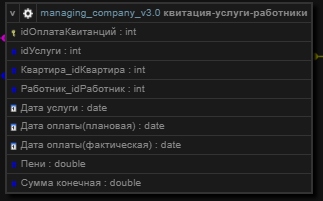 v managing_company_v3.0 квитация-услуги-работники
idОплатаКвитанций : int
idУслуги : int
Квартира_idКвартира : int
Работник_idРаботник : int
Дата услуги : date
Дата оплаты(плановая) : date
Дата оплаты(фактическая) : date
Пени : double
Сумма конечная : double